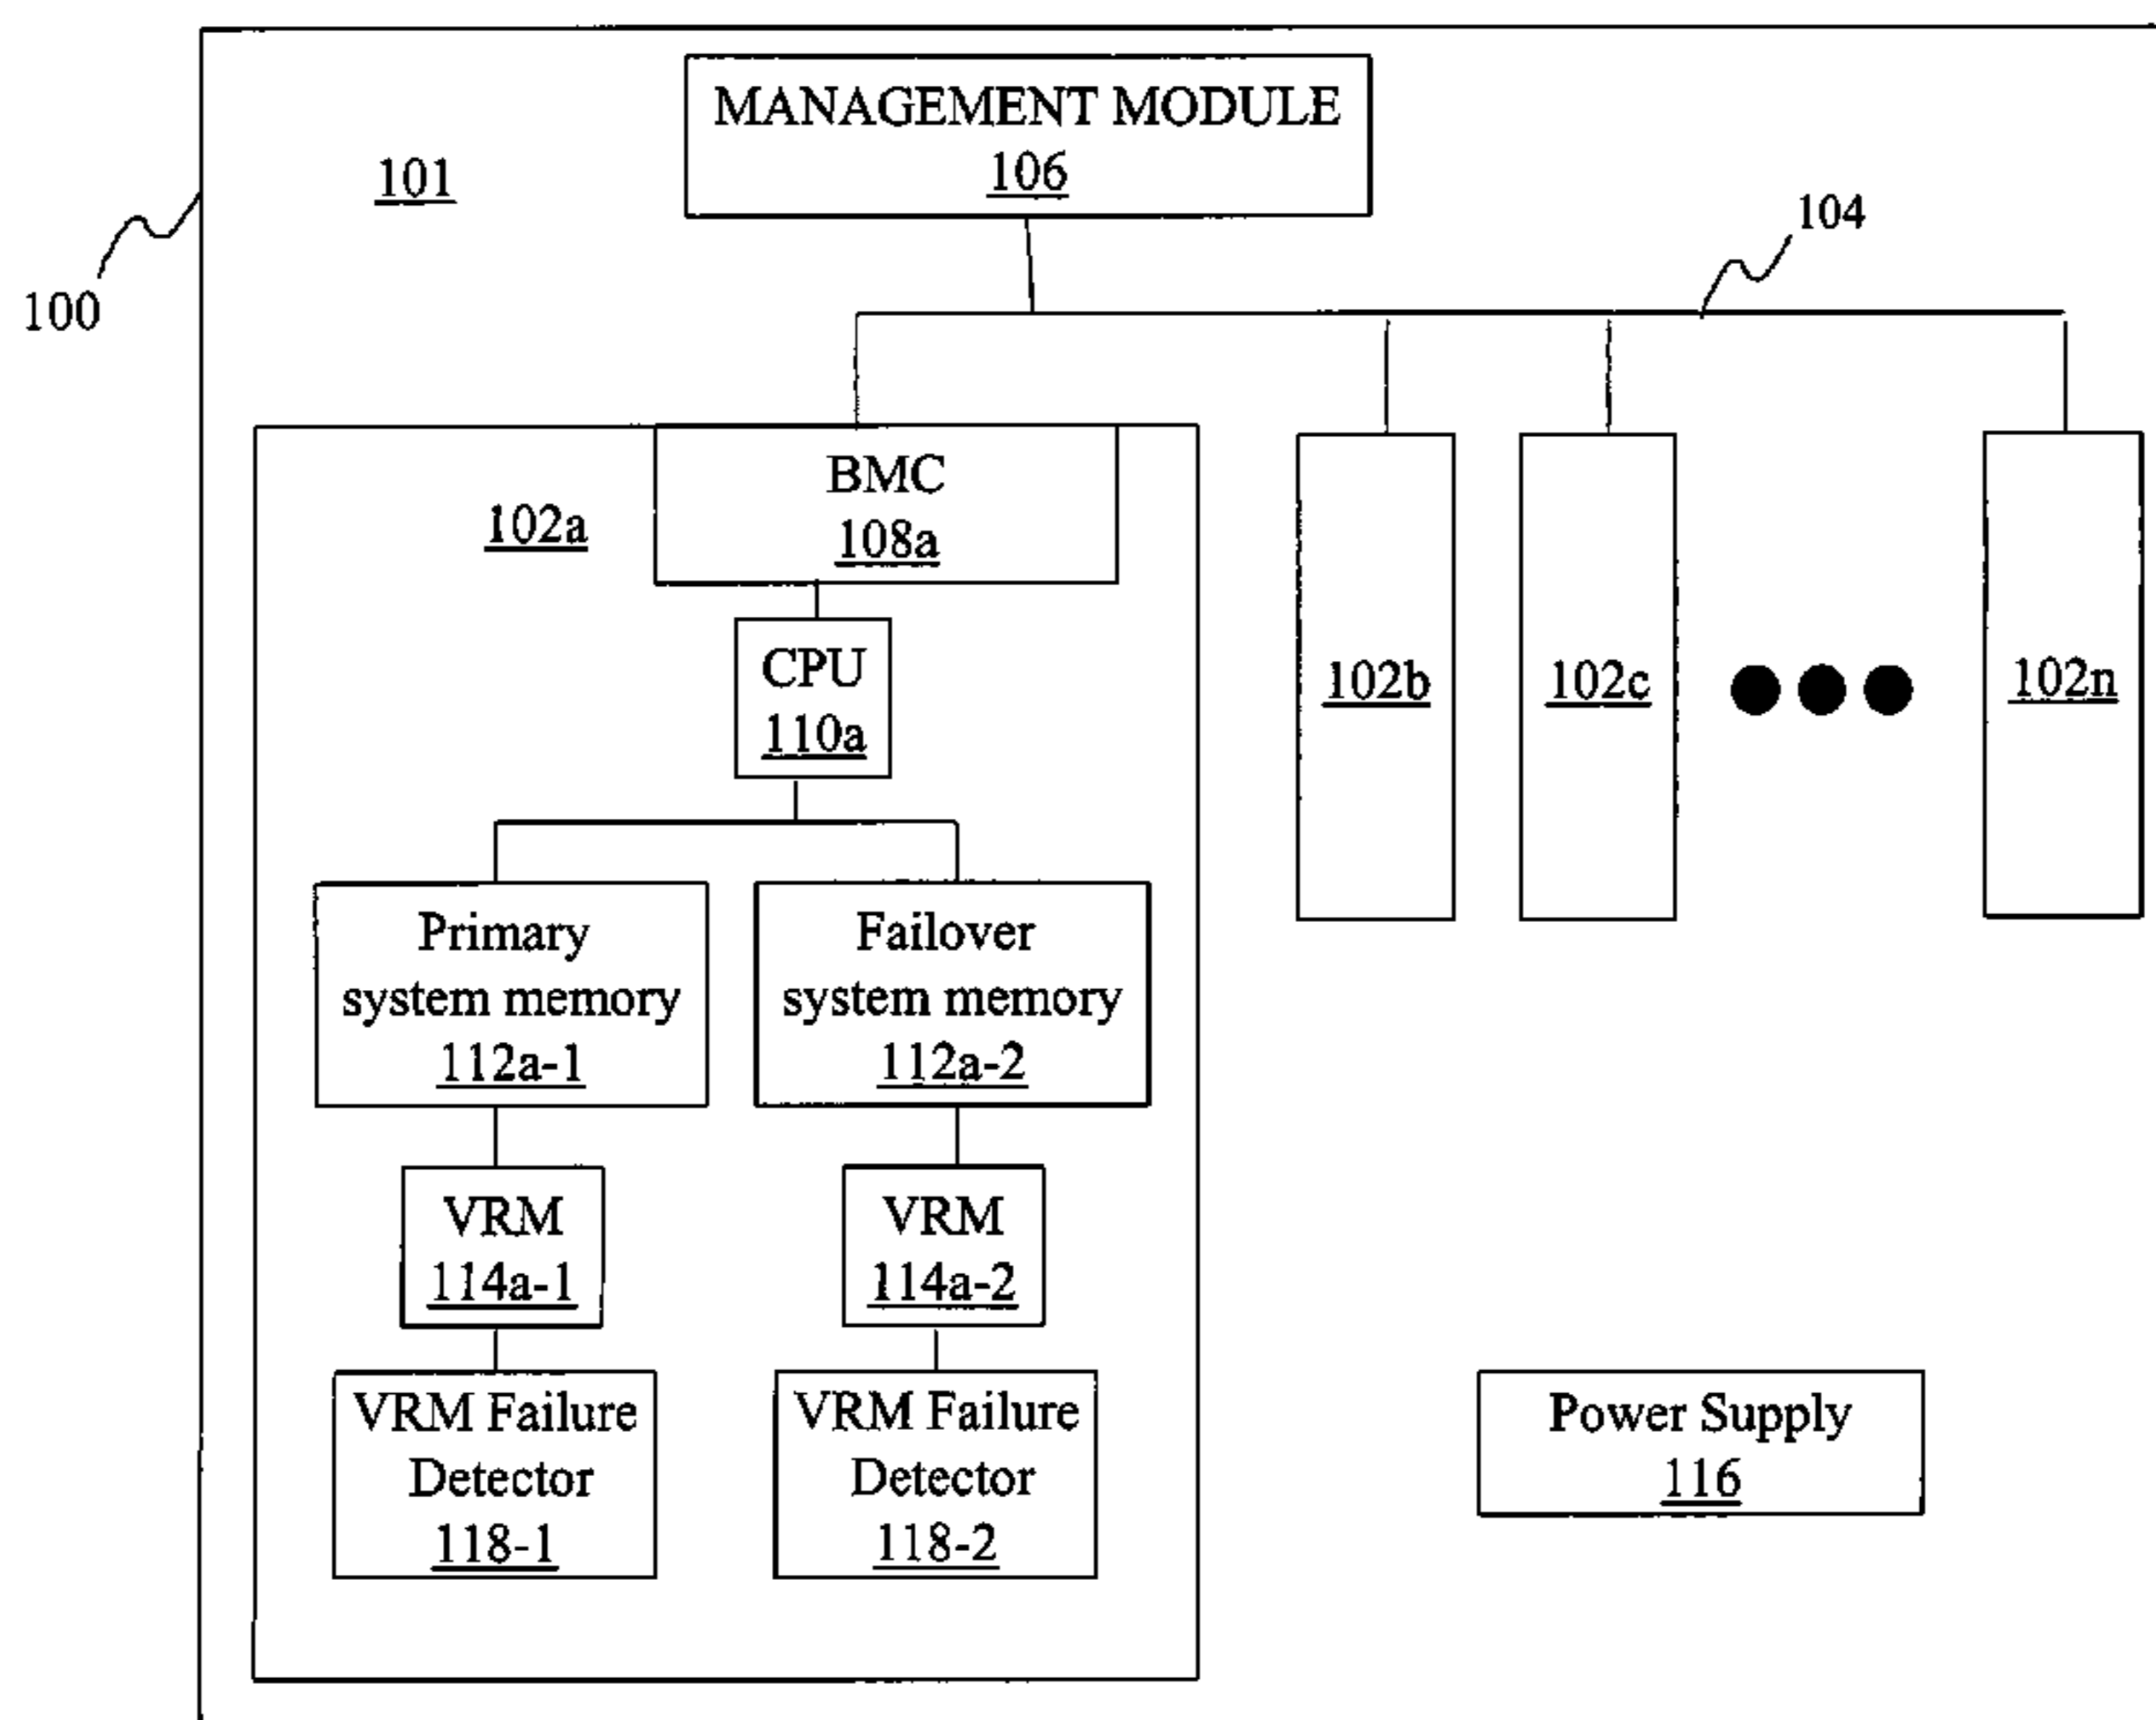 MANAGEMENT MODULE
106
101
104
100
BMC
108a
102a
CPU
110a
102b
102c
102n
Primary
system memory
112a-1
Failover
system memory
112a-2
VRM
114a-1
VRM
114a-2
VRM Failure
Detector
118-1
VRM Failure
Detector
118-2
Power Supply
116